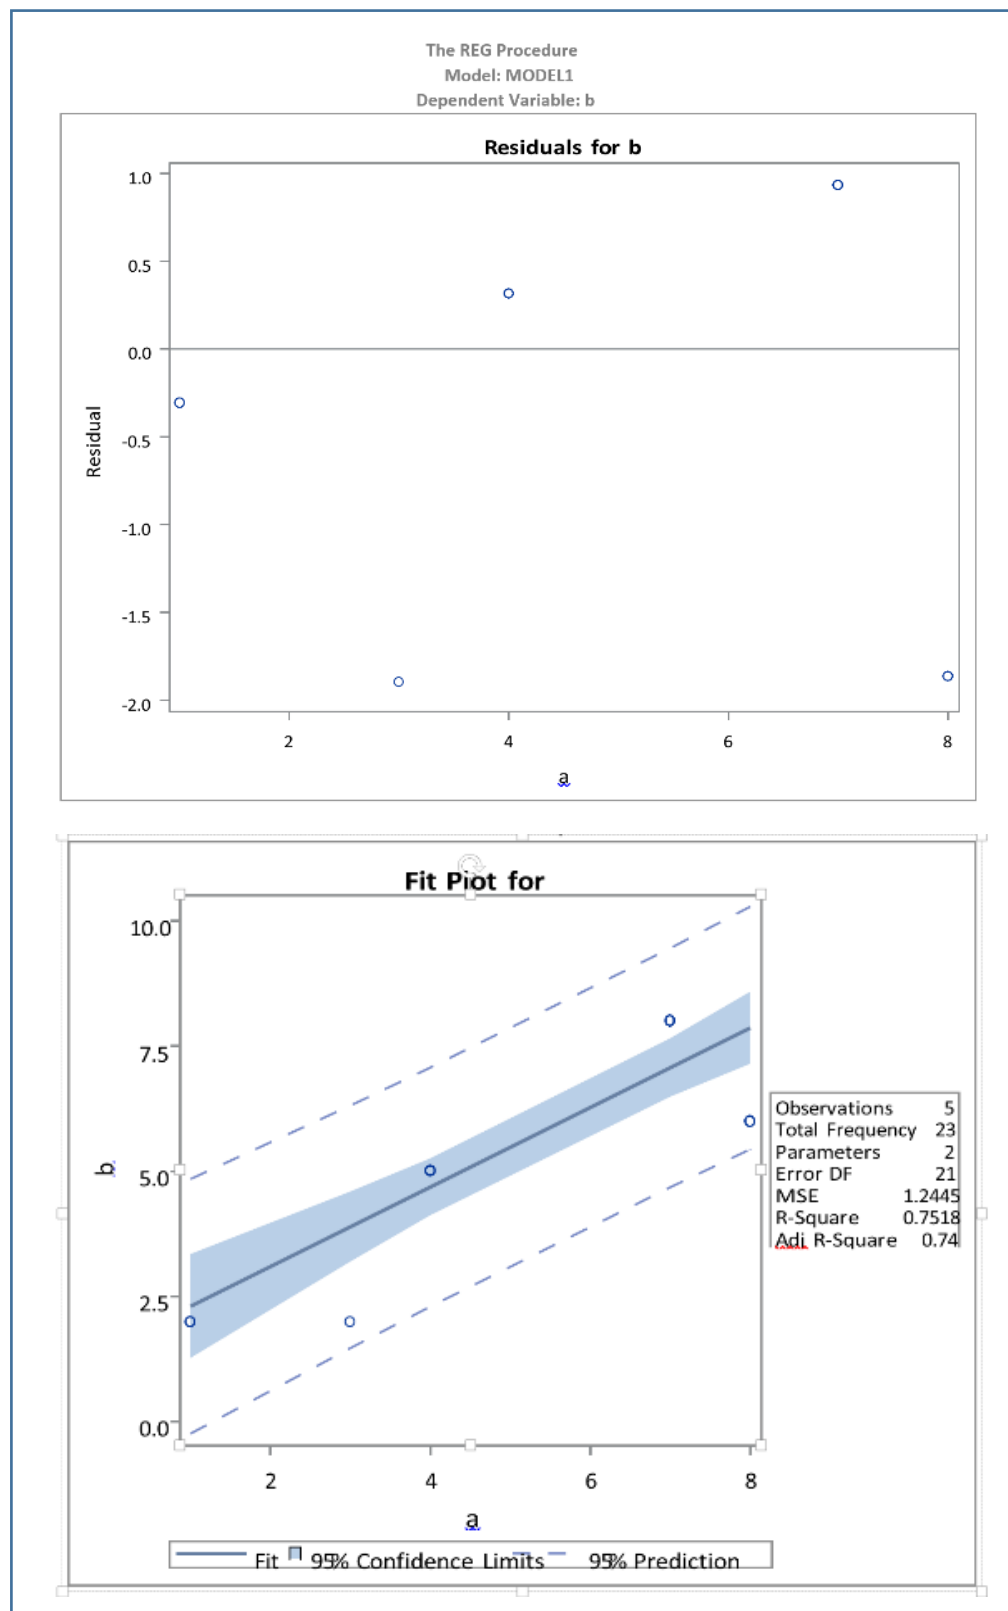 The REG Procedure
Model: MODEL1
Dependent Variable: b
Residuals for b
1.0
0.5
0.0
-0.5
-1.0
-1.5
-2.0
Residual
2 4 6 8
a
Fit Plot for
10.0
7.5
5.0
2.5
0.0
b
2 4 6 8
a
Observations 5
Total Frequency 23
Parameters 2
Error DF 21
MSE 1.2445
R-Square 0.7518
Adi R-Square 0.74
Fit 95% Confidence Limits 95% Prediction